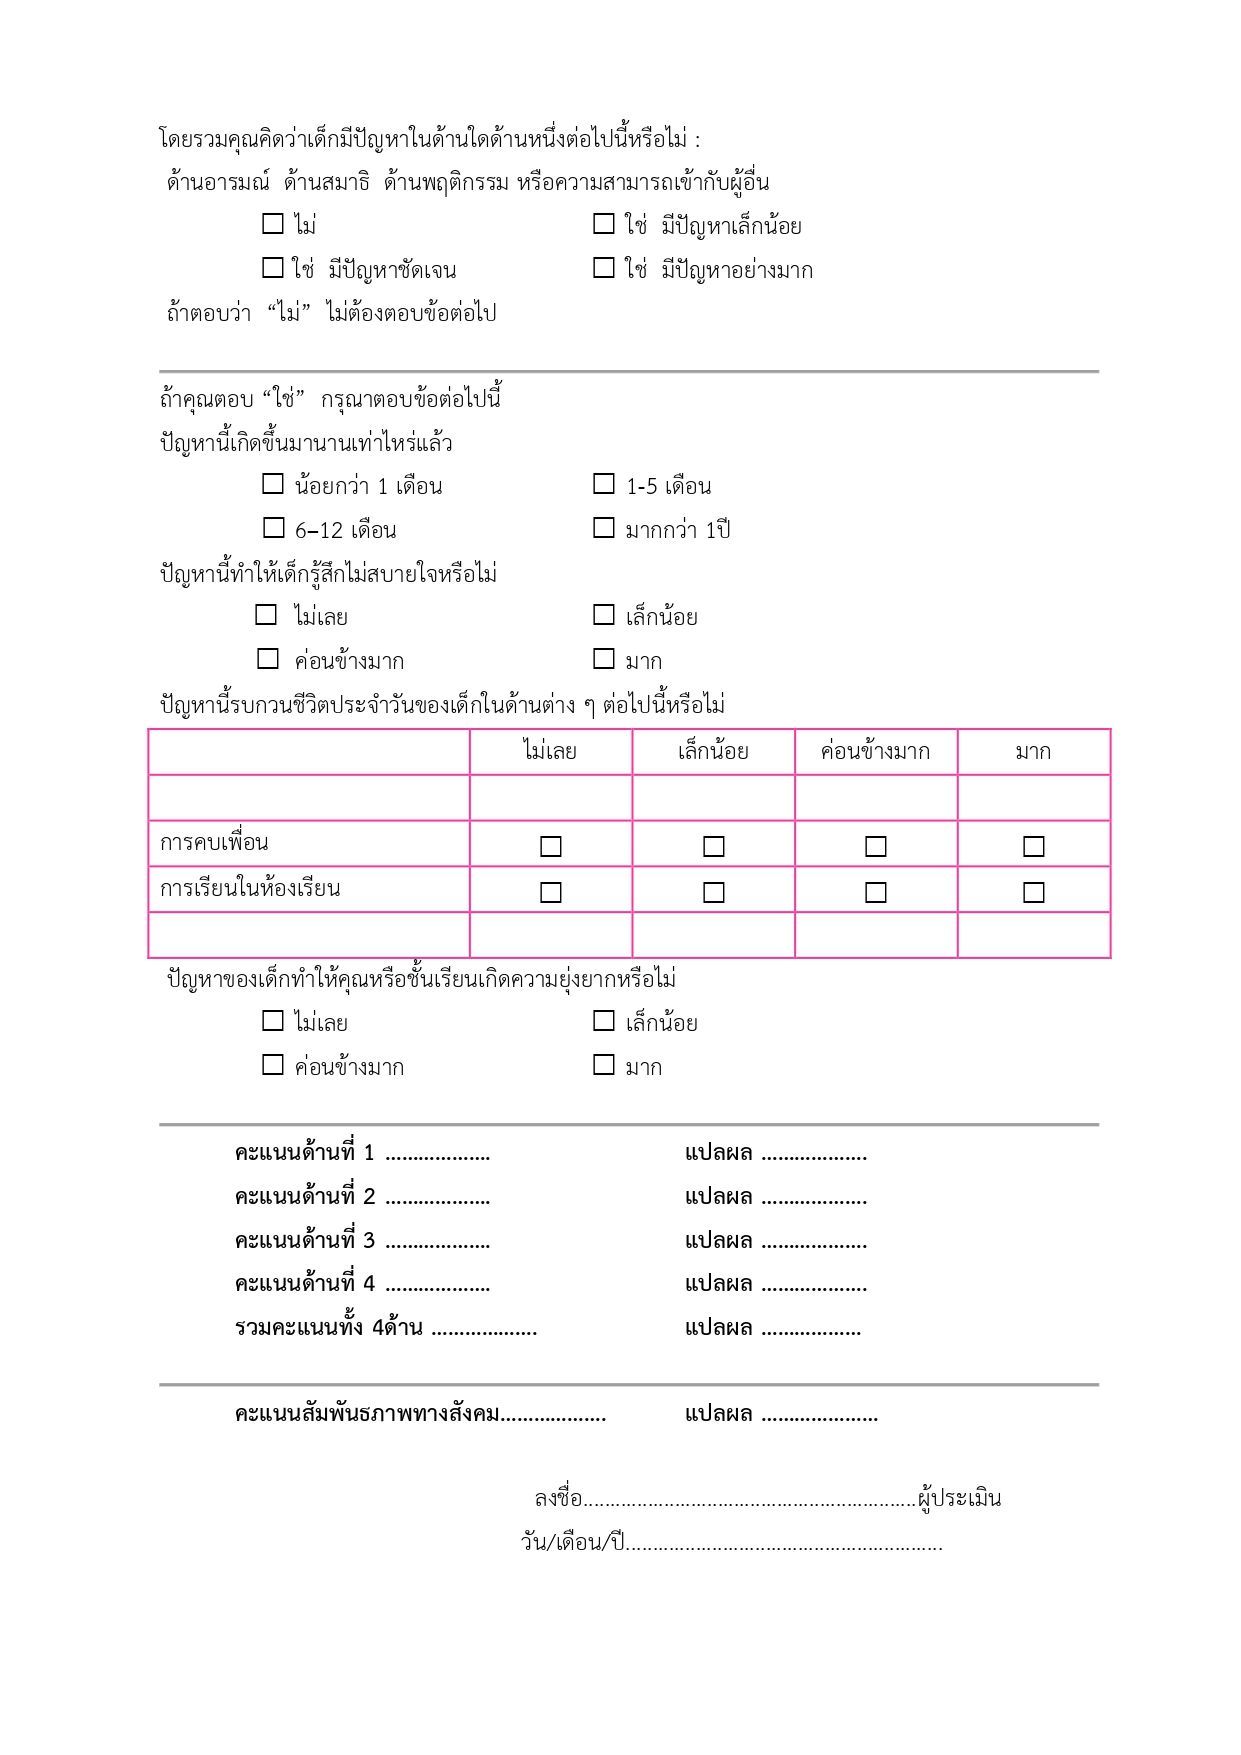 โดยรวมคุณคิดว่าเด็กมีปัญหาในด้านใดด้านหนึ่งต่อไปนี้หรือไม่ :
ด้านอารมณ์  ด้านสมาธิ  ด้านพฤติกรรม หรือความสามารถเข้ากับผู้อื่น
☐ ไม่ ☐ ใช่  มีปัญหาเล็กน้อย
☐ ใช่  มีปัญหาชัดเจน ☐ ใช่  มีปัญหาอย่างมาก
ถ้าตอบว่า  “ไม่”  ไม่ต้องตอบข้อต่อไป
ถ้าคุณตอบ “ใช่”  กรุณาตอบข้อต่อไปนี้
ปัญหานี้เกิดขึ้นมานานเท่าไหร่แล้ว
☐ น้อยกว่า 1 เดือน ☐ 1-5 เดือน
☐ 6–12 เดือน ☐ มากกว่า 1ปี
ปัญหานี้ทำให้เด็กรู้สึกไม่สบายใจหรือไม่
☐ ไม่เลย ☐ เล็กน้อย
☐ ค่อนข้างมาก ☐ มาก
ปัญหานี้รบกวนชีวิตประจำวันของเด็กในด้านต่าง ๆ ต่อไปนี้หรือไม่
ไม่เลย เล็กน้อย ค่อนข้างมาก มาก
การคบเพื่อน ☐ ☐ ☐ ☐
การเรียนในห้องเรียน ☐ ☐ ☐ ☐
ปัญหาของเด็กทำให้คุณหรือชั้นเรียนเกิดความยุ่งยากหรือไม่
☐ ไม่เลย ☐ เล็กน้อย
☐ ค่อนข้างมาก ☐ มาก
คะแนนด้านที่ 1 ................... แปลผล ...................
คะแนนด้านที่ 2 ................... แปลผล ...................
คะแนนด้านที่ 3 ................... แปลผล ...................
คะแนนด้านที่ 4 ................... แปลผล ...................
รวมคะแนนทั้ง 4ด้าน ................... แปลผล ..................
คะแนนสัมพันธภาพทางสังคม................... แปลผล .....................
ลงชื่อ.............................................................ผู้ประเมิน
วัน/เดือน/ปี..........................................................